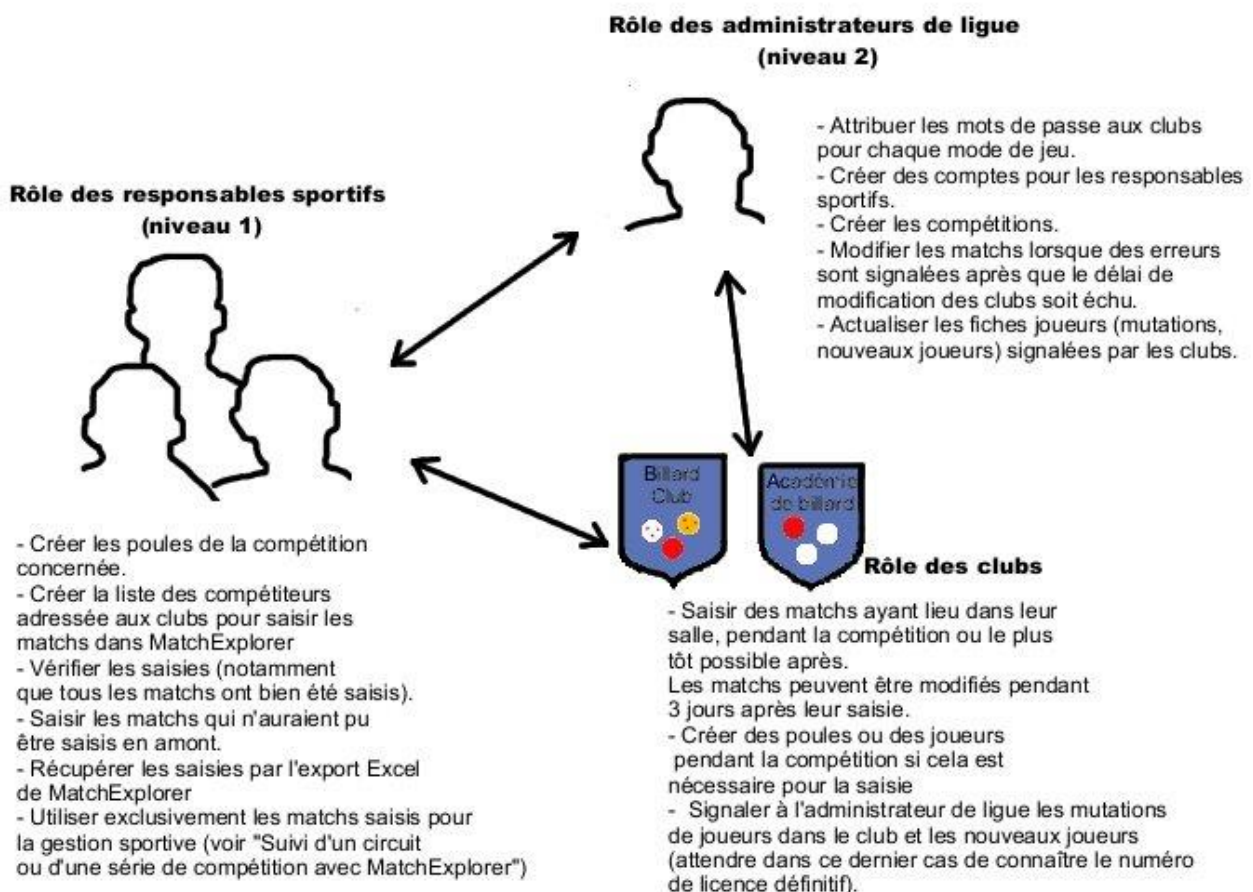 Rôle des administrateurs de ligue
(niveau 2)
- Attribuer les mots de passe aux clubs
pour chaque mode de jeu.
- Créer des comptes pour les responsables
sportifs.
- Créer les compétitions.
- Modifier les matchs lorsque des erreurs
sont signalées après que le délai de
modification des clubs soit échu.
- Actualiser les fiches joueurs (mutations,
nouveaux joueurs) signalées par les clubs.
Rôle des responsables sportifs
(niveau 1)
- Créer les poules de la compétition
concernée.
- Créer la liste des compétiteurs
adressée aux clubs pour saisir les
matchs dans MatchExplorer
- Vérifier les saisies (notamment
que tous les matchs ont bien été saisis).
- Saisir les matchs qui n'auraient pu
être saisis en amont.
- Récupérer les saisies par l'export Excel
de MatchExplorer
- Utiliser exclusivement les matchs saisis pour
la gestion sportive (voir "Suivi d'un circuit
ou d'une série de compétition avec MatchExplorer")
Billard
Club
Académie
de billard
Rôle des clubs
- Saisir des matchs ayant lieu dans leur
salle, pendant la compétition ou le plus
tôt possible après.
Les matchs peuvent être modifiés pendant
3 jours après leur saisie.
- Créer des poules ou des joueurs
pendant la compétition si cela est
nécessaire pour la saisie
- Signaler à l'administrateur de ligue les mutations
de joueurs dans le club et les nouveaux joueurs
(attendre dans ce dernier cas de connaître le numéro
de licence définitif).